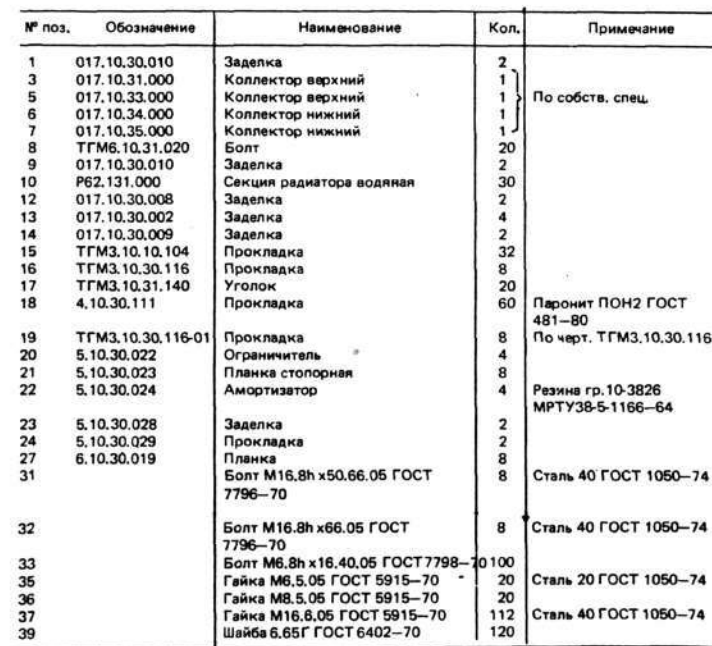 № поз. Обозначение Наименование Кол. Примечание
1 017.10.30.010 Заделка 2
3 017.10.31.000 Коллектор верхний 1
5 017.10.33.000 Коллектор верхний 1 По собств. спец.
6 017.10.34.000 Коллектор нижний 1
7 017.10.35.000 Коллектор нижний 1
8 ТГМ6.10.31.020 Болт 20
9 017.10.30.010 Заделка 2
10 Р62.131.000 Секция радиатора водяная 30
12 017.10.30.008 Заделка 2
13 017.10.30.002 Заделка 4
14 017.10.30.009 Заделка 2
15 ТГМ3.10.10.104 Прокладка 32
16 ТГМ3.10.30.116 Прокладка 8
17 ТГМ3.10.31.140 Уголок 20
18 4.10.30.111 Прокладка 60 Паронит ПОН2 ГОСТ
481—80
19 ТГМ3.10.30.116-01 Прокладка 8 По черт. ТГМ3.10.30.116
20 5.10.30.022 Ограничитель 4
21 5.10.30.023 Планка стопорная 8
22 5.10.30.024 Амортизатор 4 Резина гр.10-3826
МРТУ38-5-1166—64
23 5.10.30.028 Заделка 2
24 5.10.30.029 Прокладка 2
27 6.10.30.019 Планка 8
31 Болт М16.8h х50.66.05 ГОСТ 8 Сталь 40 ГОСТ 1050—74
7796—70
32 Болт М16.8h х66.05 ГОСТ 8 Сталь 40 ГОСТ 1050—74
7796—70
33 Болт М6.8h х16.40.05 ГОСТ 7798—70 100
35 Гайка М6.5.05 ГОСТ 5915—70 20 Сталь 20 ГОСТ 1050—74
36 Гайка М8.5.05 ГОСТ 5915—70 20
37 Гайка М16.6.05 ГОСТ 5915—70 112 Сталь 40 ГОСТ 1050—74
39 Шайба 6.65Г ГОСТ 6402—70 120